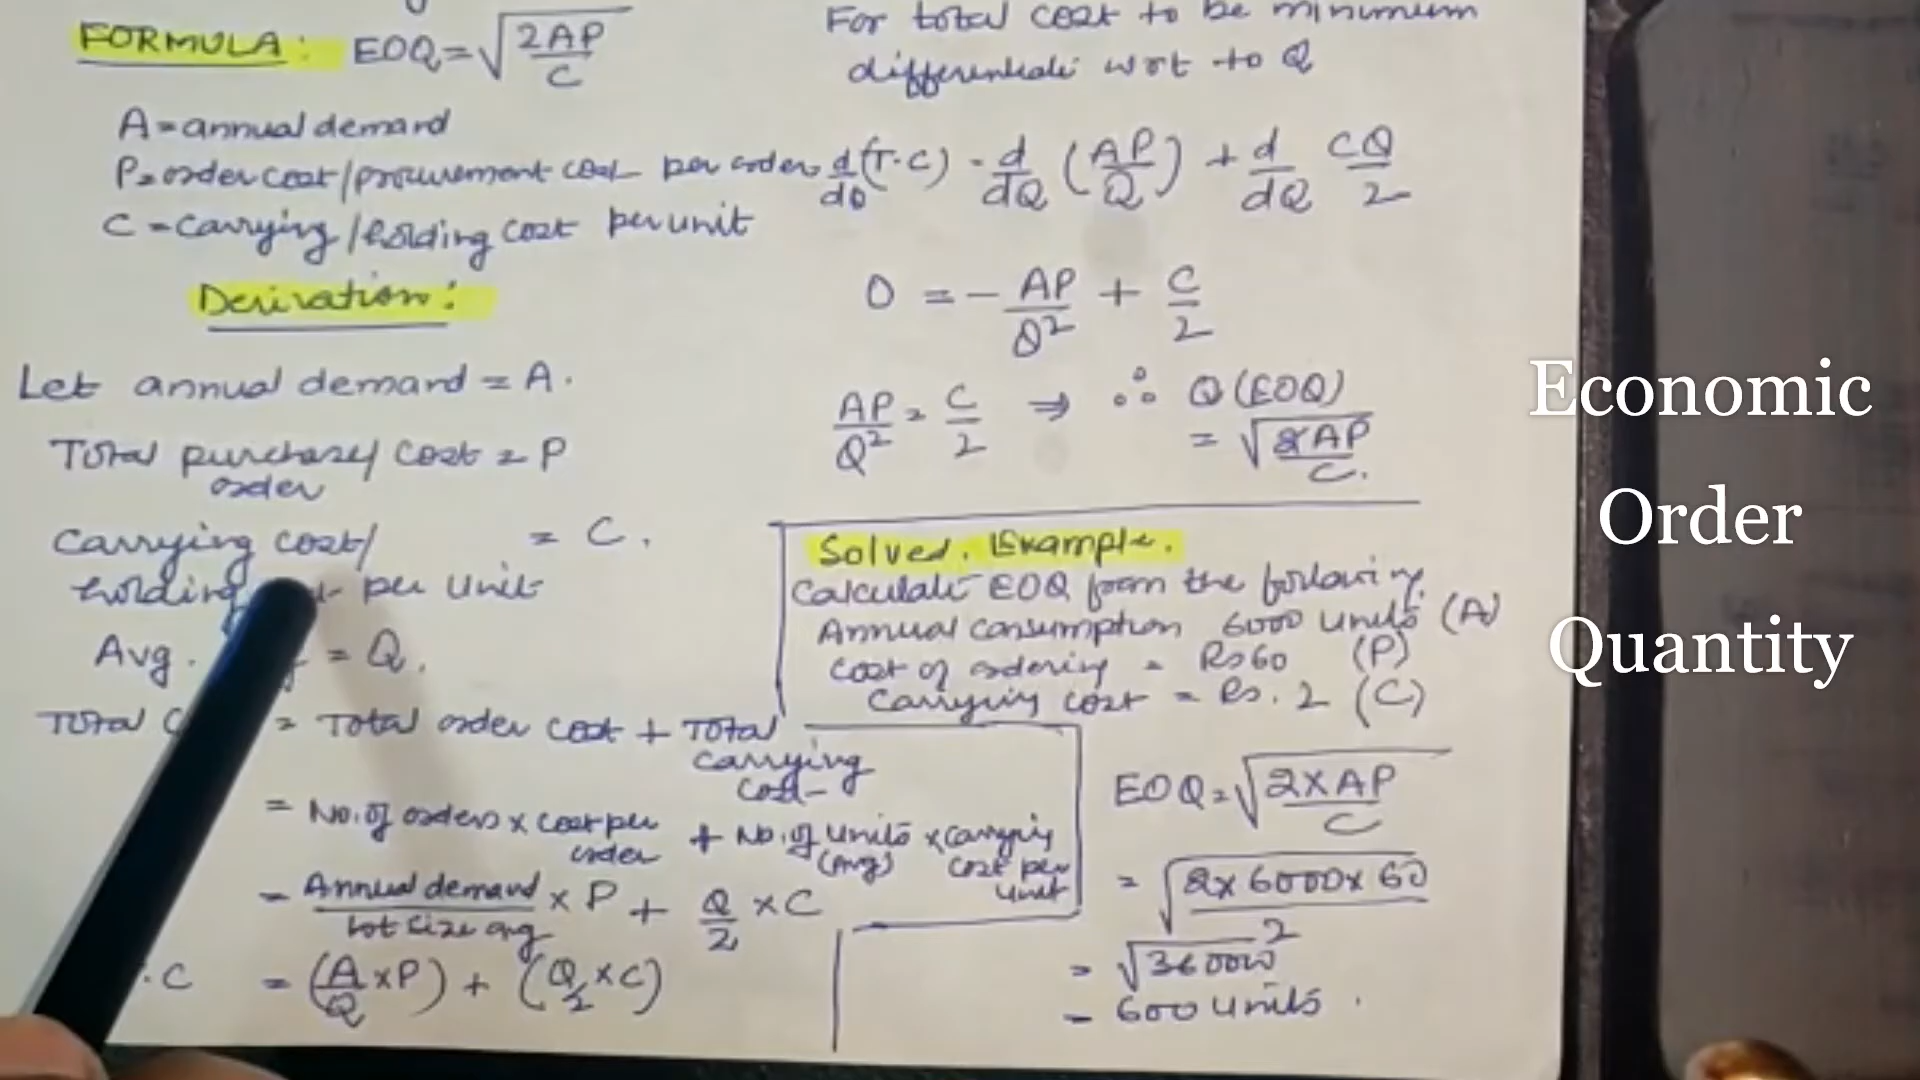 FORMULA: EOQ = √(2AP/C)
A = annual demand
P = order cost/procurement cost per order
C = Carrying/holding cost per unit
Derivation:
Let annual demand = A.
Total purchase/ cost = P
order
Carrying cost/ = C.
holding per unit
Avg. = Q.
Total = Total order cost + Total
carrying
cost
= No. of orders × cost per + No. of units × carrying
order (Avg) cost per
unit
= Annual demand/Lot size avg × P + Q/2 × C
.C = (A/Q × P) + (Q/2 × C)
For total cost to be minimum
differentiate wrt to Q
d/dQ (T.C) = d/dQ (AP/Q) + d/dQ CQ/2
0 = - AP/Q² + C/2
AP/Q² = C/2 ⇒ ∴ Q (EOQ)
= √(2AP/C).
Solved. Example.
Calculate EOQ from the following
Annual consumption 6000 units (A)
Cost of ordering = Rs 60 (P)
Carrying cost = Rs. 2 (C)
EOQ = √(2×AP/C)
= √(2×6000×60/2)
= √360000
= 600 units.
Economic
Order
Quantity